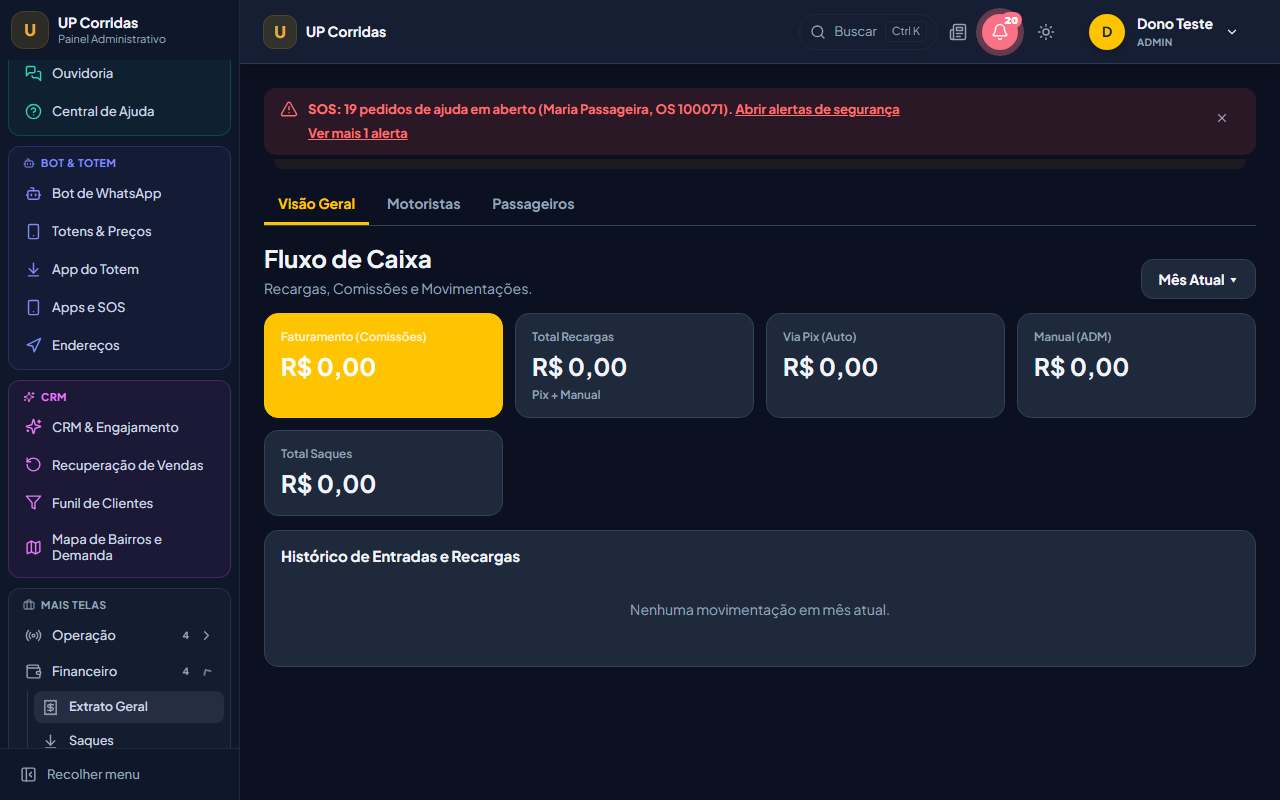 U
UP Corridas
Painel Administrativo
Ouvidoria
Central de Ajuda
BOT & TOTEM
Bot de WhatsApp
Totens & Preços
App do Totem
Apps e SOS
Endereços
CRM
CRM & Engajamento
Recuperação de Vendas
Funil de Clientes
Mapa de Bairros e
Demanda
MAIS TELAS
Operação 4
Financeiro 4
Extrato Geral
Saques
Recolher menu
U UP Corridas
Buscar Ctrl K
20
D
Dono Teste
ADMIN
SOS: 19 pedidos de ajuda em aberto (Maria Passageira, OS 100071). Abrir alertas de segurança
Ver mais 1 alerta
Visão Geral Motoristas Passageiros
Fluxo de Caixa
Recargas, Comissões e Movimentações.
Mês Atual
Faturamento (Comissões)
R$ 0,00
Total Recargas
R$ 0,00
Pix + Manual
Via Pix (Auto)
R$ 0,00
Manual (ADM)
R$ 0,00
Total Saques
R$ 0,00
Histórico de Entradas e Recargas
Nenhuma movimentação em mês atual.